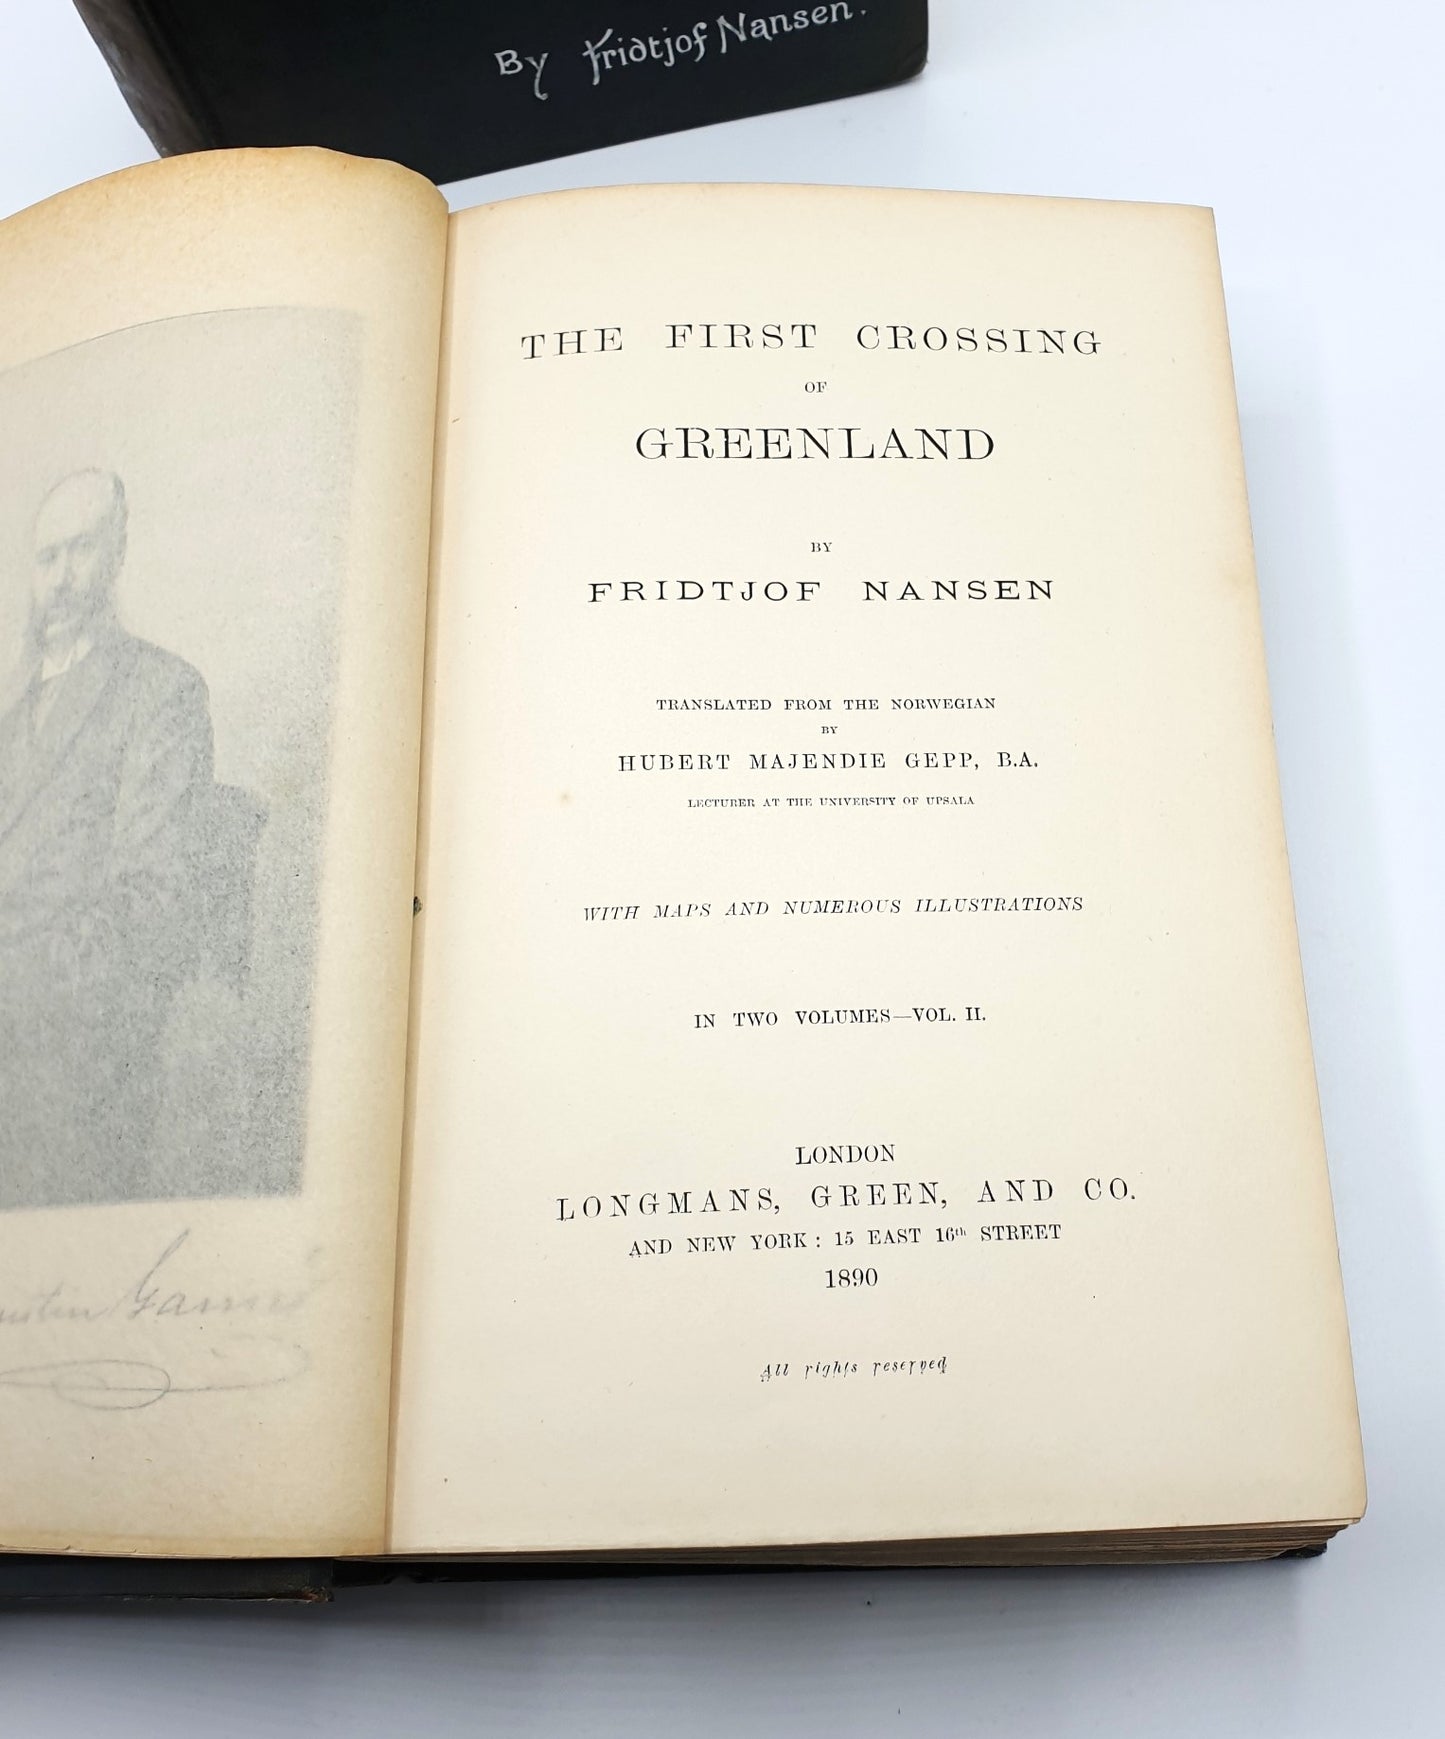 By Fridtjof Nansen.
THE FIRST CROSSING
OF
GREENLAND
BY
FRIDTJOF NANSEN
TRANSLATED FROM THE NORWEGIAN
BY
HUBERT MAJENDIE GEPP, B.A.
LECTURER AT THE UNIVERSITY OF UPSALA
WITH MAPS AND NUMEROUS ILLUSTRATIONS
IN TWO VOLUMES—VOL. II.
LONDON
LONGMANS, GREEN, AND CO.
AND NEW YORK : 15 EAST 16th STREET
1890
All rights reserved